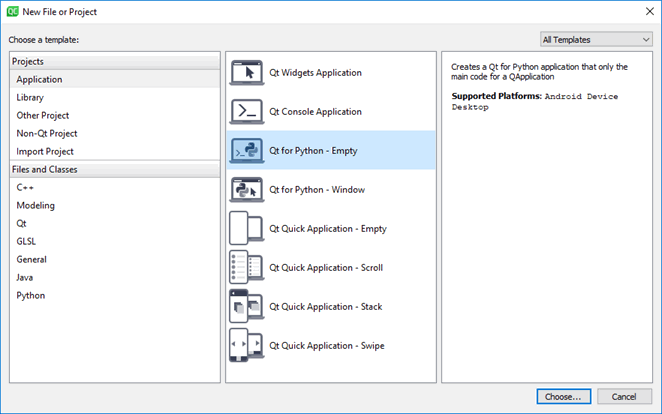 QC New File or Project
Choose a template:
All Templates
Projects
Application
Library
Other Project
Non-Qt Project
Import Project
Files and Classes
C++
Modeling
Qt
GLSL
General
Java
Python
Qt Widgets Application
Qt Console Application
Qt for Python - Empty
Qt for Python - Window
Qt Quick Application - Empty
Qt Quick Application - Scroll
Qt Quick Application - Stack
Qt Quick Application - Swipe
Creates a Qt for Python application that only the
main code for a QApplication
Supported Platforms: Android Device
Desktop
Choose...
Cancel